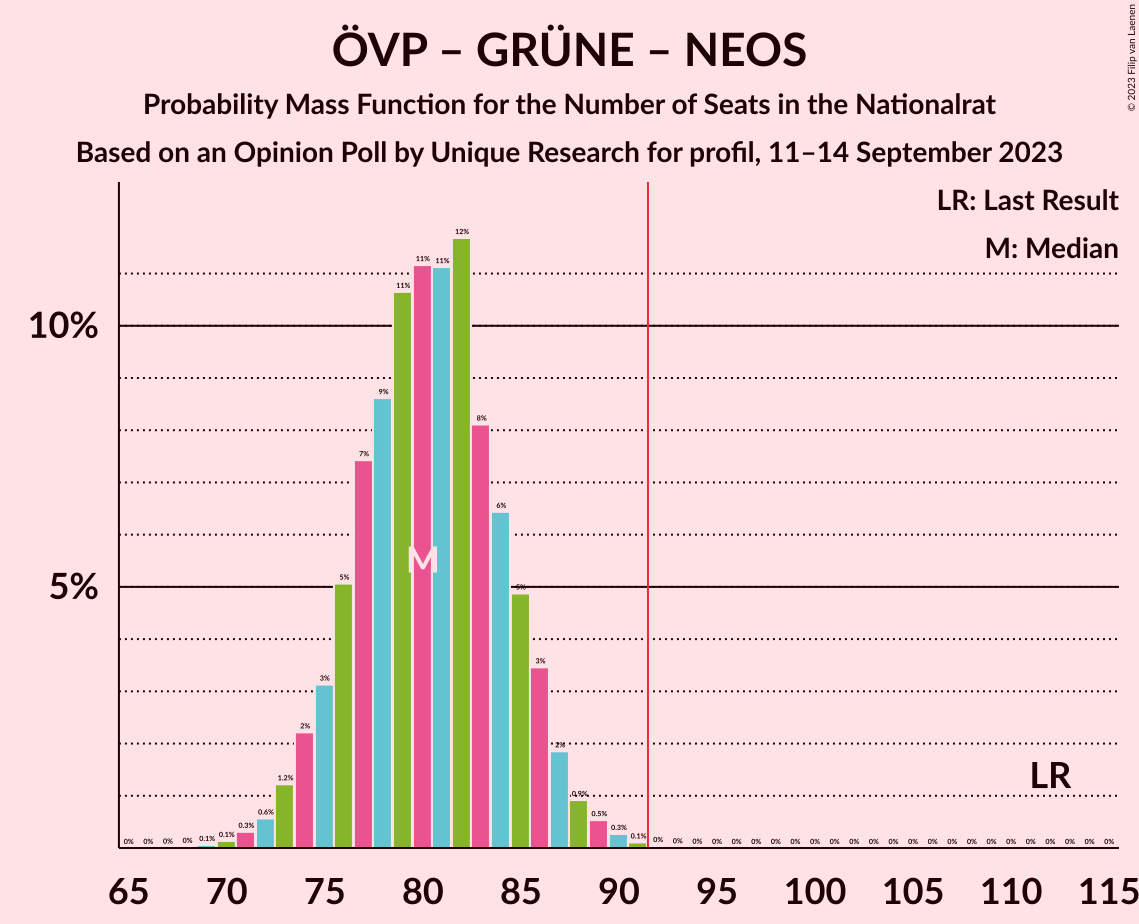 ÖVP – GRÜNE – NEOS
Probability Mass Function for the Number of Seats in the Nationalrat
Based on an Opinion Poll by Unique Research for profil, 11–14 September 2023
© 2023 Filip van Laenen
LR: Last Result
M: Median
10%
5%
0% 0% 0% 0% 0.1% 0.1% 0.3% 0.6% 1.2% 2% 3% 5% 7% 9% 11% 11% 11% 12% 8% 6% 5% 3% 2% 0.9% 0.5% 0.3% 0.1% 0% 0% 0% 0% 0% 0% 0% 0% 0% 0% 0% 0% 0% 0% 0% 0% 0% 0% 0% 0% 0% 0% 0% 0%
M
LR
65 70 75 80 85 90 95 100 105 110 115